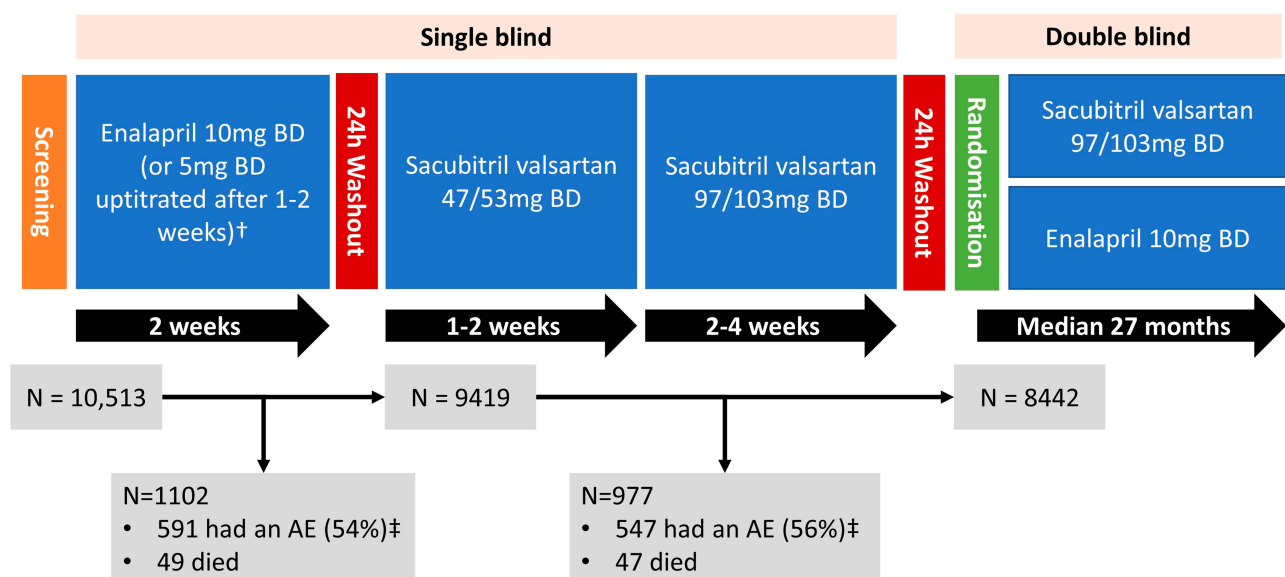 Single blind
Double blind
Screening
Enalapril 10mg BD
(or 5mg BD
uptitrated after 1-2
weeks)†
24h Washout
Sacubitril valsartan
47/53mg BD
Sacubitril valsartan
97/103mg BD
24h Washout
Randomisation
Sacubitril valsartan
97/103mg BD
Enalapril 10mg BD
2 weeks
1-2 weeks
2-4 weeks
Median 27 months
N = 10,513
N = 9419
N = 8442
N=1102
• 591 had an AE (54%)‡
• 49 died
N=977
• 547 had an AE (56%)‡
• 47 died